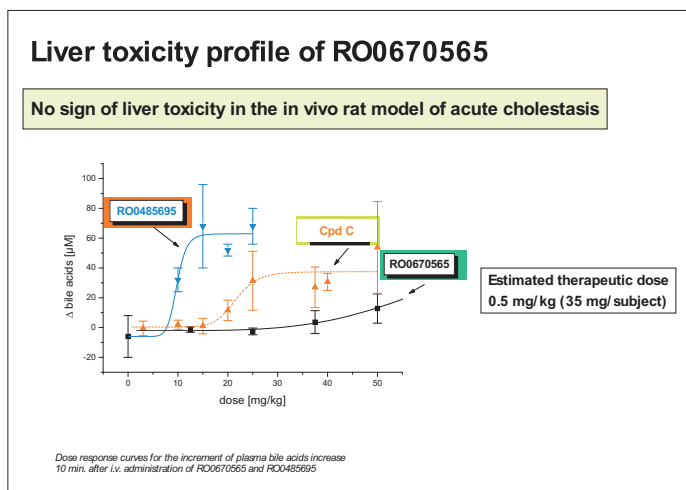 Liver toxicity profile of RO0670565
No sign of liver toxicity in the in vivo rat model of acute cholestasis
100
80
60
40
20
0
-20
Δ bile acids [µM]
RO0485695
Cpd C
RO0670565
Estimated therapeutic dose
0.5 mg/kg (35 mg/subject)
0 10 20 30 40 50
dose [mg/kg]
Dose response curves for the increment of plasma bile acids increase
10 min. after i.v. administration of RO0670565 and RO0485695